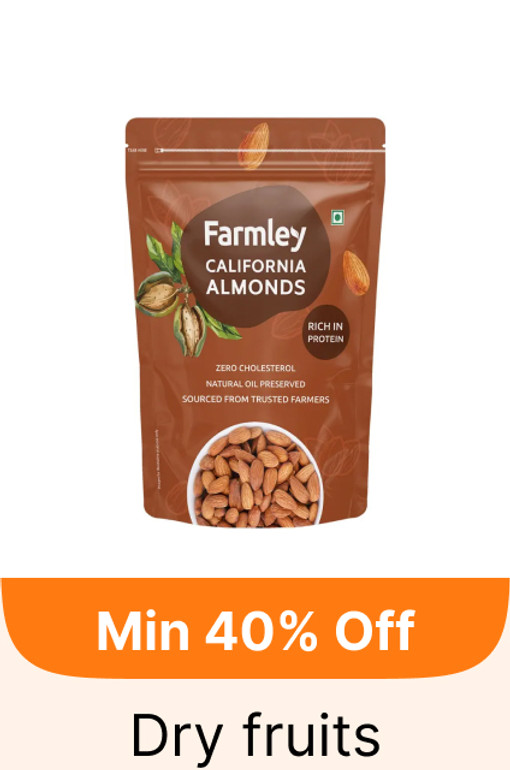 Farmley
CALIFORNIA
ALMONDS
RICH IN
PROTEIN
ZERO CHOLESTEROL
NATURAL OIL PRESERVED
SOURCED FROM TRUSTED FARMERS
Min 40% Off
Dry fruits